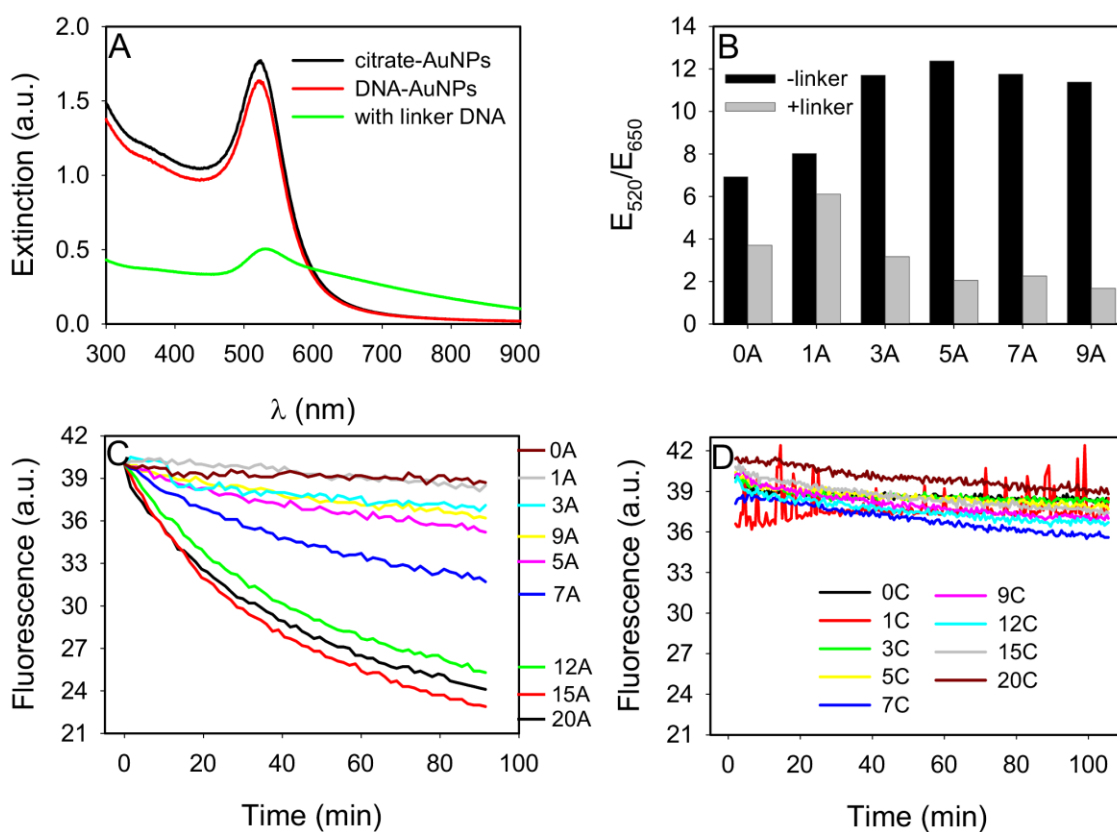 A
2.0
1.5
1.0
0.5
0.0
Extinction (a.u.)
citrate-AuNPs
DNA-AuNPs
with linker DNA
300 400 500 600 700 800 900
λ (nm)
B
14
12
10
8
6
4
2
0
E520/E650
-linker
+linker
0A 1A 3A 5A 7A 9A
C
42
39
36
33
30
27
24
21
Fluorescence (a.u.)
0A
1A
3A
9A
5A
7A
12A
15A
20A
0 20 40 60 80 100
Time (min)
D
42
39
36
33
30
27
24
21
Fluorescence (a.u.)
0C
1C
3C
5C
7C
9C
12C
15C
20C
0 20 40 60 80 100
Time (min)